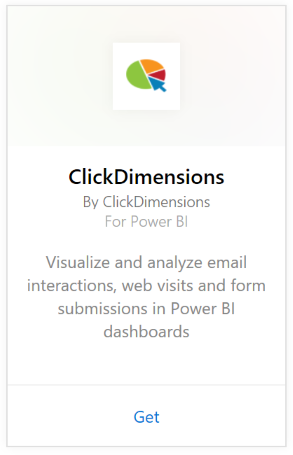 ClickDimensions
By ClickDimensions
For Power BI
Visualize and analyze email
interactions, web visits and form
submissions in Power BI
dashboards
Get